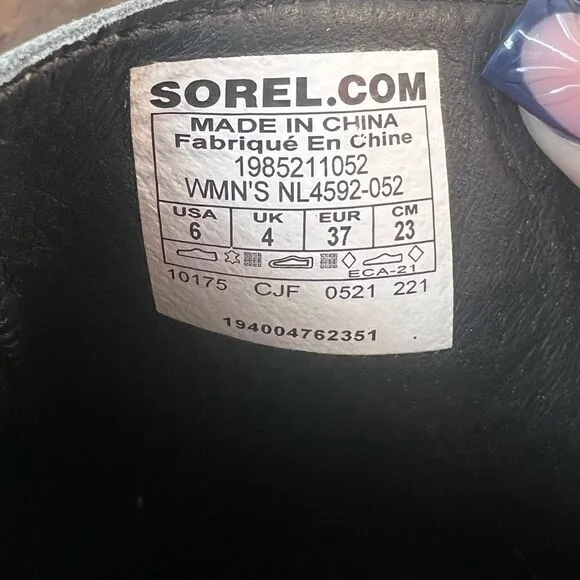 SOREL.COM
MADE IN CHINA
Fabriqué En Chine
1985211052
WMN'S NL4592-052
USA UK EUR CM
6 4 37 23
ECA-21
10175 CJF 0521 221
194004762351